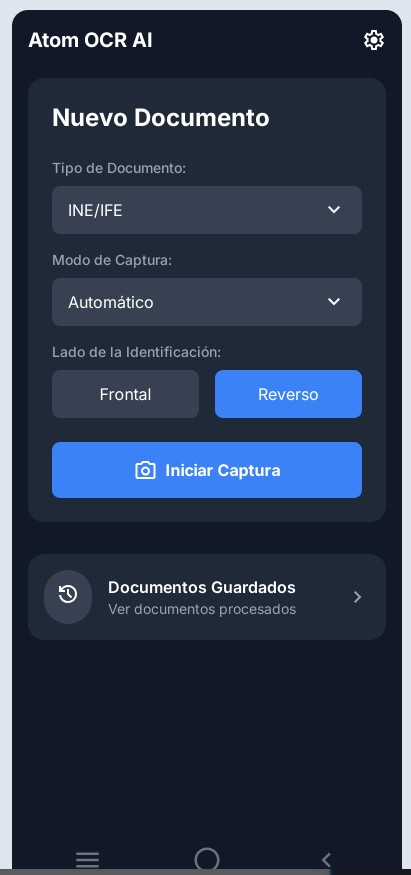 Atom OCR AI
Nuevo Documento
Tipo de Documento:
INE/IFE
Modo de Captura:
Automático
Lado de la Identificación:
Frontal
Reverso
Iniciar Captura
Documentos Guardados
Ver documentos procesados